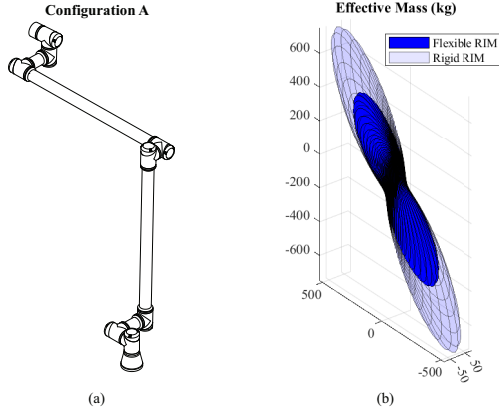 Configuration A
Effective Mass (kg)
Flexible RIM
Rigid RIM
600
400
200
0
-200
-400
-600
500
0
-500
-50
50
(a)
(b)